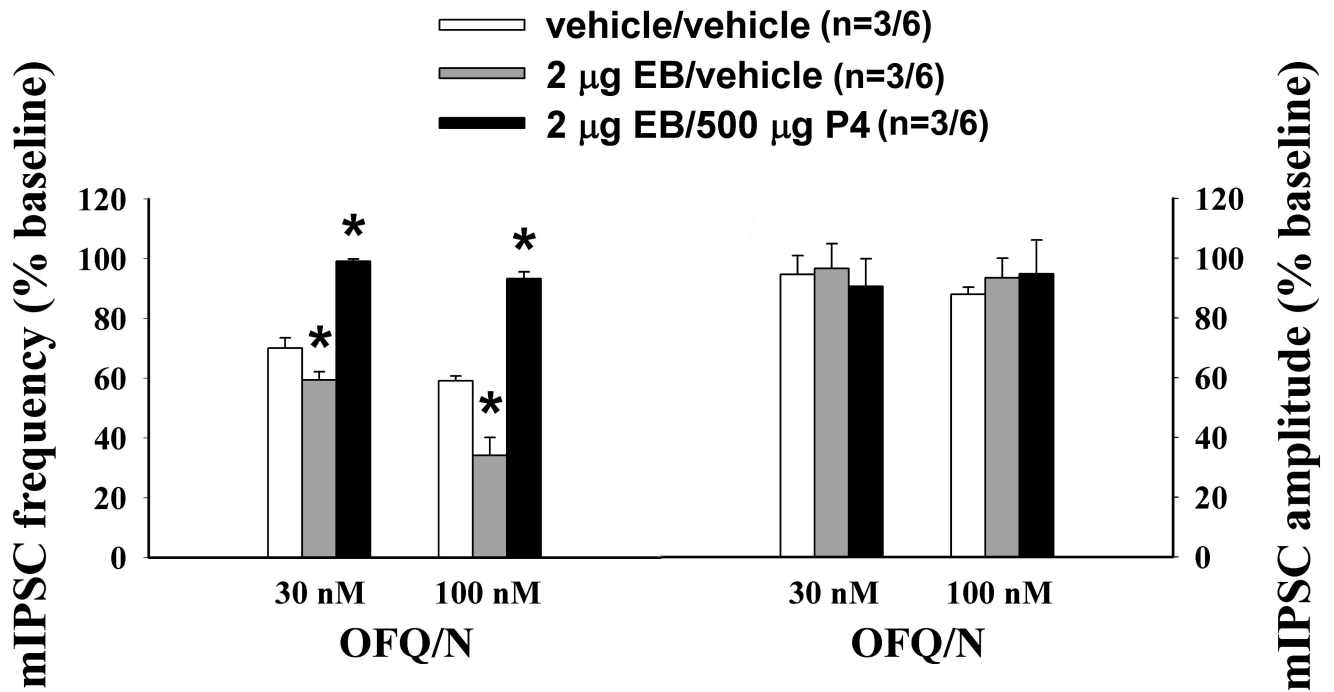 vehicle/vehicle (n=3/6)
2 μg EB/vehicle (n=3/6)
2 μg EB/500 μg P4 (n=3/6)
mIPSC frequency (% baseline)
120
100
80
60
40
20
0
*
*
*
*
30 nM
100 nM
OFQ/N
30 nM
100 nM
OFQ/N
120
100
80
60
40
20
0
mIPSC amplitude (% baseline)